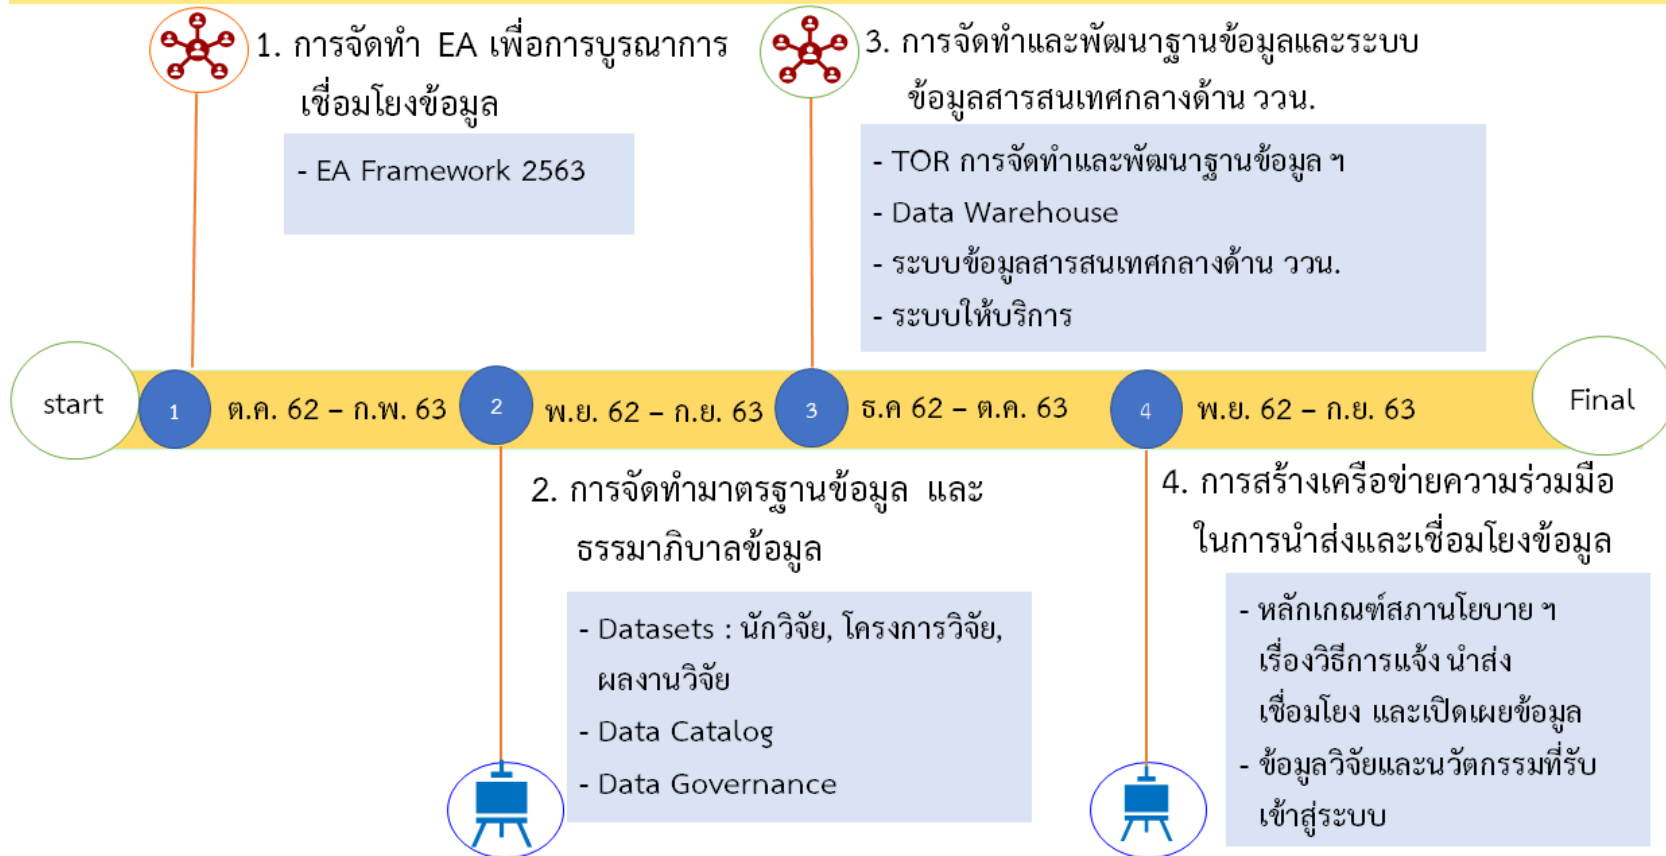 1. การจัดทำ EA เพื่อการบูรณาการ
เชื่อมโยงข้อมูล
- EA Framework 2563
3. การจัดทำและพัฒนาฐานข้อมูลและระบบ
ข้อมูลสารสนเทศกลางด้าน ววน.
- TOR การจัดทำและพัฒนาฐานข้อมูล ฯ
- Data Warehouse
- ระบบข้อมูลสารสนเทศกลางด้าน ววน.
- ระบบให้บริการ
start
1
ต.ค. 62 – ก.พ. 63
2
พ.ย. 62 – ก.ย. 63
3
ธ.ค 62 – ต.ค. 63
4
พ.ย. 62 – ก.ย. 63
Final
2. การจัดทำมาตรฐานข้อมูล และ
ธรรมาภิบาลข้อมูล
- Datasets : นักวิจัย, โครงการวิจัย,
ผลงานวิจัย
- Data Catalog
- Data Governance
4. การสร้างเครือข่ายความร่วมมือ
ในการนำส่งและเชื่อมโยงข้อมูล
- หลักเกณฑ์สภานโยบาย ฯ
เรื่องวิธีการแจ้ง นำส่ง
เชื่อมโยง และเปิดเผยข้อมูล
- ข้อมูลวิจัยและนวัตกรรมที่รับ
เข้าสู่ระบบ